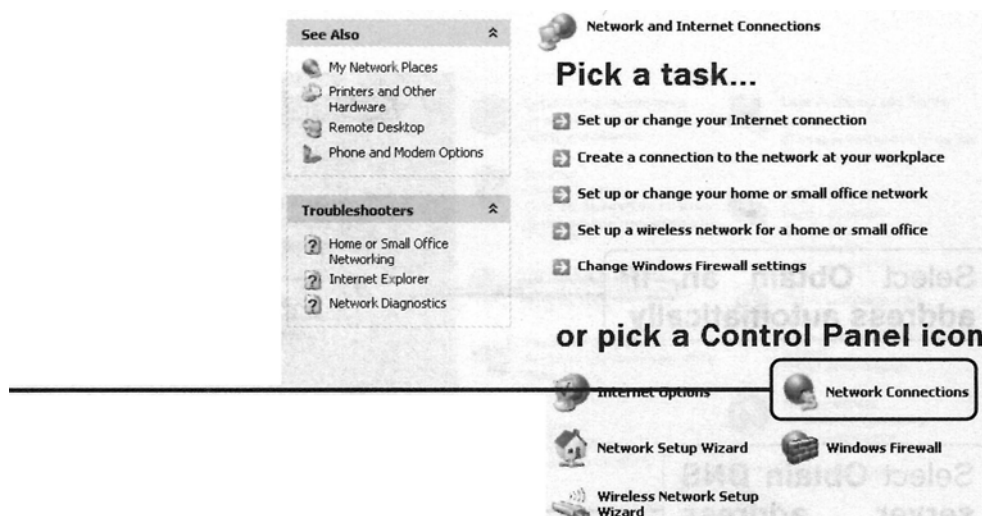 See Also
My Network Places
Printers and Other
Hardware
Remote Desktop
Phone and Modem Options
Troubleshooters
Home or Small Office
Networking
Internet Explorer
Network Diagnostics
Network and Internet Connections
Pick a task...
Set up or change your Internet connection
Create a connection to the network at your workplace
Set up or change your home or small office network
Set up a wireless network for a home or small office
Change Windows Firewall settings
or pick a Control Panel icon
Internet Options
Network Connections
Network Setup Wizard
Windows Firewall
Wireless Network Setup
Wizard
Select Obtain an IP
address automatically
Select Obtain DNS
server address